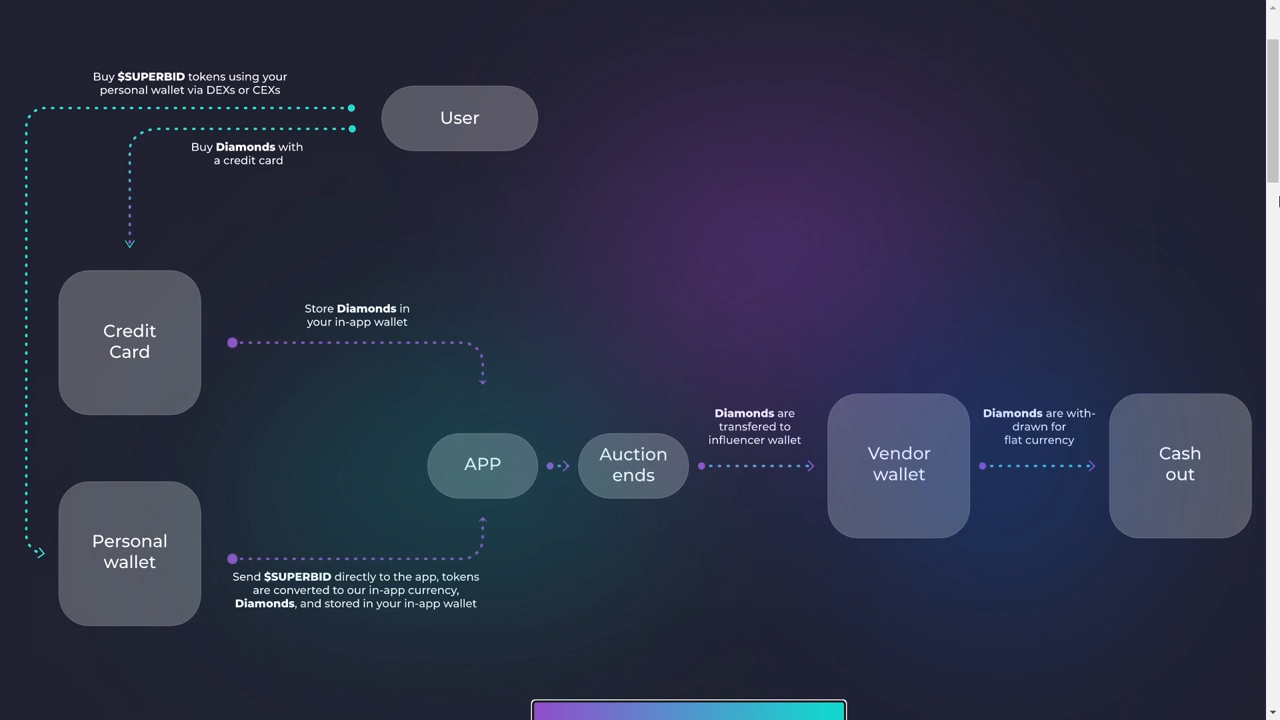 Buy $SUPERBID tokens using your
personal wallet via DEXs or CEXs
User
Buy Diamonds with
a credit card
Credit
Card
Store Diamonds in
your in-app wallet
APP
Auction
ends
Diamonds are
transfered to
influencer wallet
Vendor
wallet
Diamonds are with-
drawn for
flat currency
Cash
out
Personal
wallet
Send $SUPERBID directly to the app, tokens
are converted to our in-app currency,
Diamonds, and stored in your in-app wallet